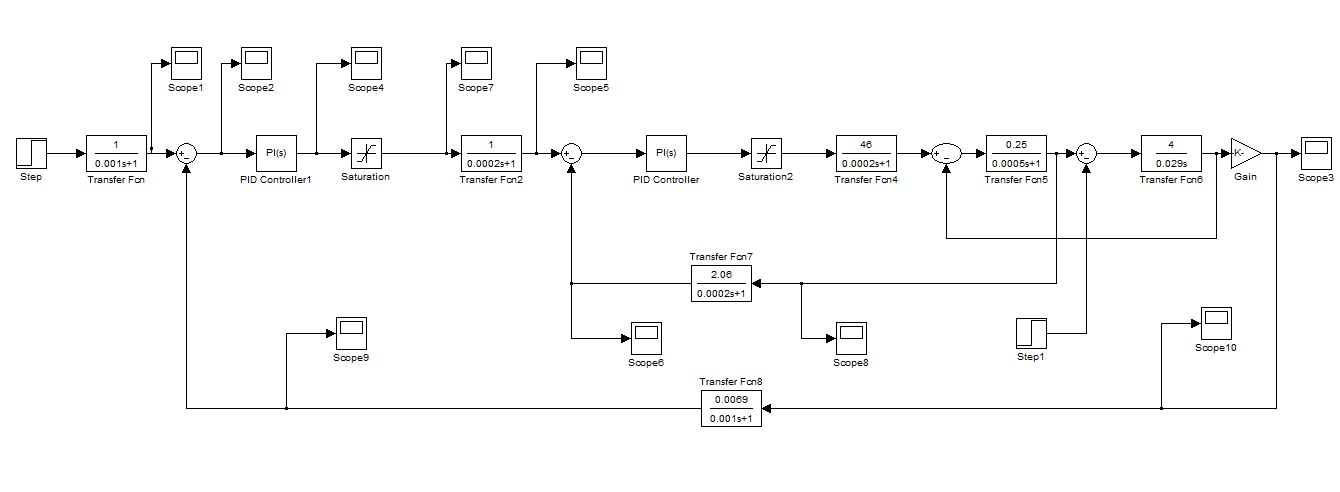 Scope1
Scope2
Scope4
Scope7
Scope5
Step
1
0.001s+1
Transfer Fcn
+
-
PI(s)
PID Controller1
Saturation
1
0.0002s+1
Transfer Fcn2
+
-
PI(s)
PID Controller
Saturation2
46
0.0002s+1
Transfer Fcn4
+
-
0.25
0.0005s+1
Transfer Fcn5
+
-
4
0.029s
Transfer Fcn6
-K-
Gain
Scope3
Transfer Fcn7
2.06
0.0002s+1
Scope9
Scope6
Scope8
Step1
Scope10
Transfer Fcn8
0.0069
0.001s+1